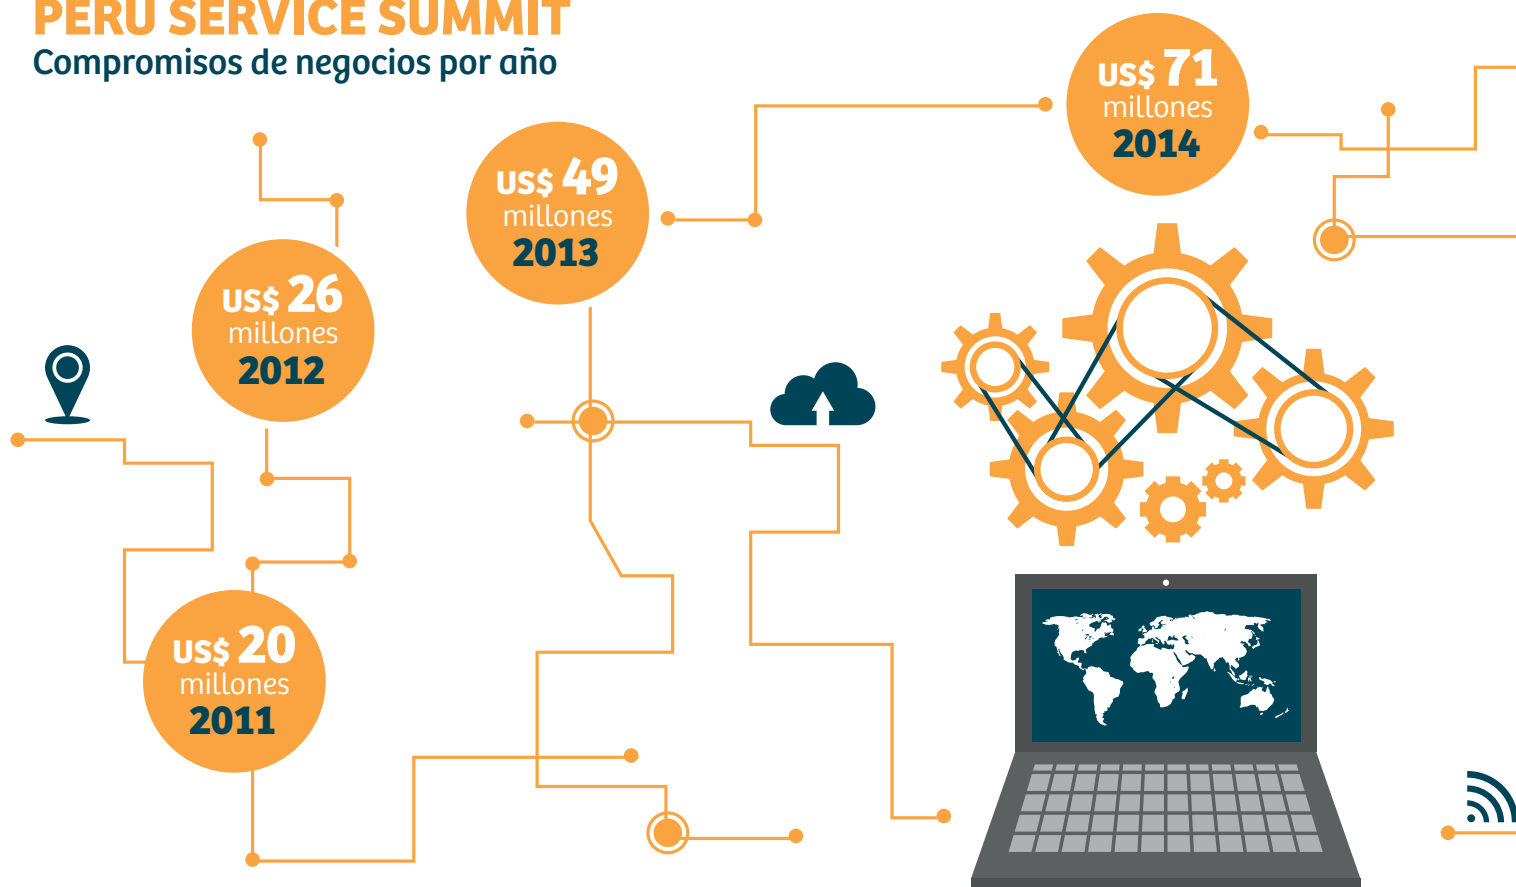 PERÚ SERVICE SUMMIT
Compromisos de negocios por año
US$ 71
millones
2014
US$ 49
millones
2013
US$ 26
millones
2012
US$ 20
millones
2011